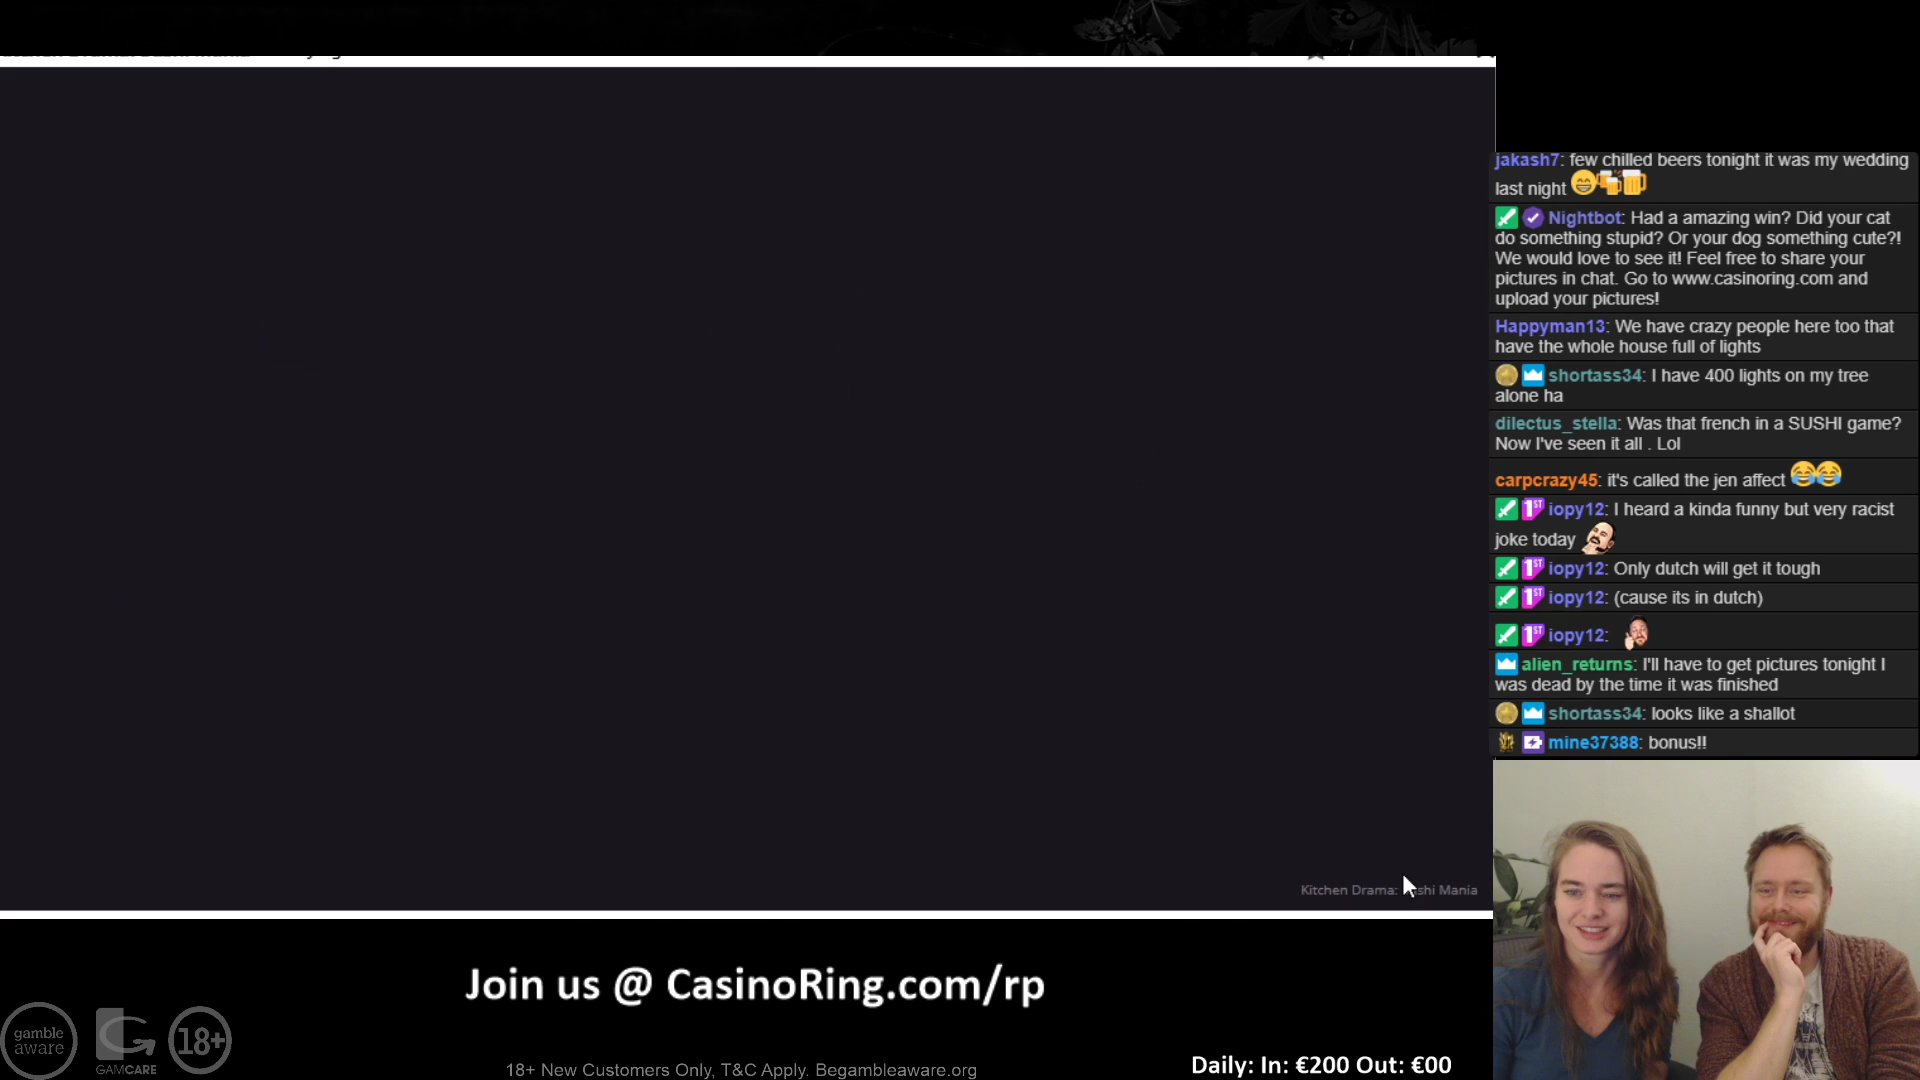 jakash7: few chilled beers tonight it was my wedding
last night
Nightbot: Had a amazing win? Did your cat
do something stupid? Or your dog something cute?!
We would love to see it! Feel free to share your
pictures in chat. Go to www.casinoring.com and
upload your pictures!
Happyman13: We have crazy people here too that
have the whole house full of lights
shortass34: I have 400 lights on my tree
alone ha
dilectus_stella: Was that french in a SUSHI game?
Now I've seen it all . Lol
carpcrazy45: it's called the jen affect
1ST iopy12: I heard a kinda funny but very racist
joke today
1ST iopy12: Only dutch will get it tough
1ST iopy12: (cause its in dutch)
1ST iopy12:
alien_returns: I'll have to get pictures tonight I
was dead by the time it was finished
shortass34: looks like a shallot
mine37388: bonus!!
Kitchen Drama: shi Mania
Join us @ CasinoRing.com/rp
gamble
aware
GAMCARE
18+
18+ New Customers Only, T&C Apply. Begambleaware.org
Daily: In: €200 Out: €00